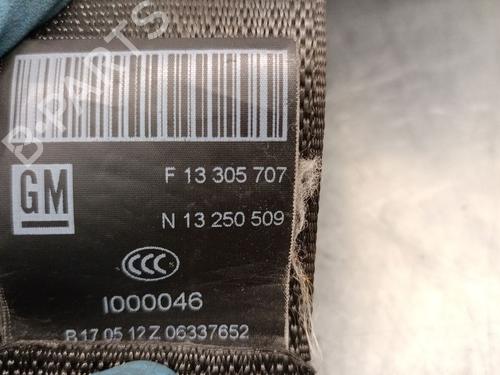 B-PARTS
GM
F 13 305 707
N 13 250 509
CCC
I000046
B 17 05 12 Z 06337652